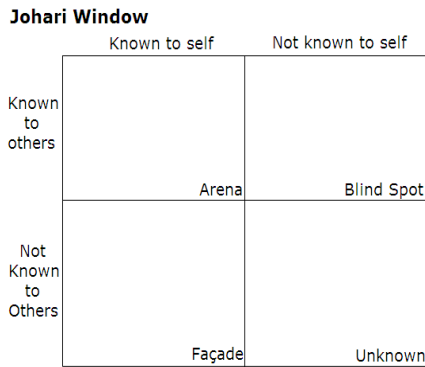 Johari Window
Known to self
Not known to self
Known
to
others
Arena
Blind Spot
Not
Known
to
Others
Façade
Unknown